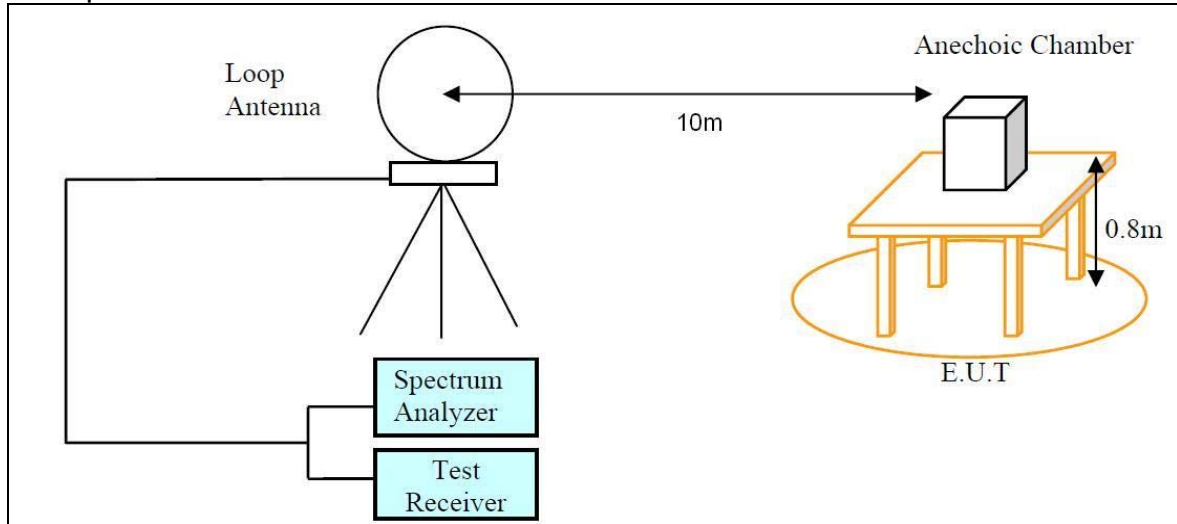 Anechoic Chamber
Loop
Antenna
10m
0.8m
E.U.T
Spectrum
Analyzer
Test
Receiver